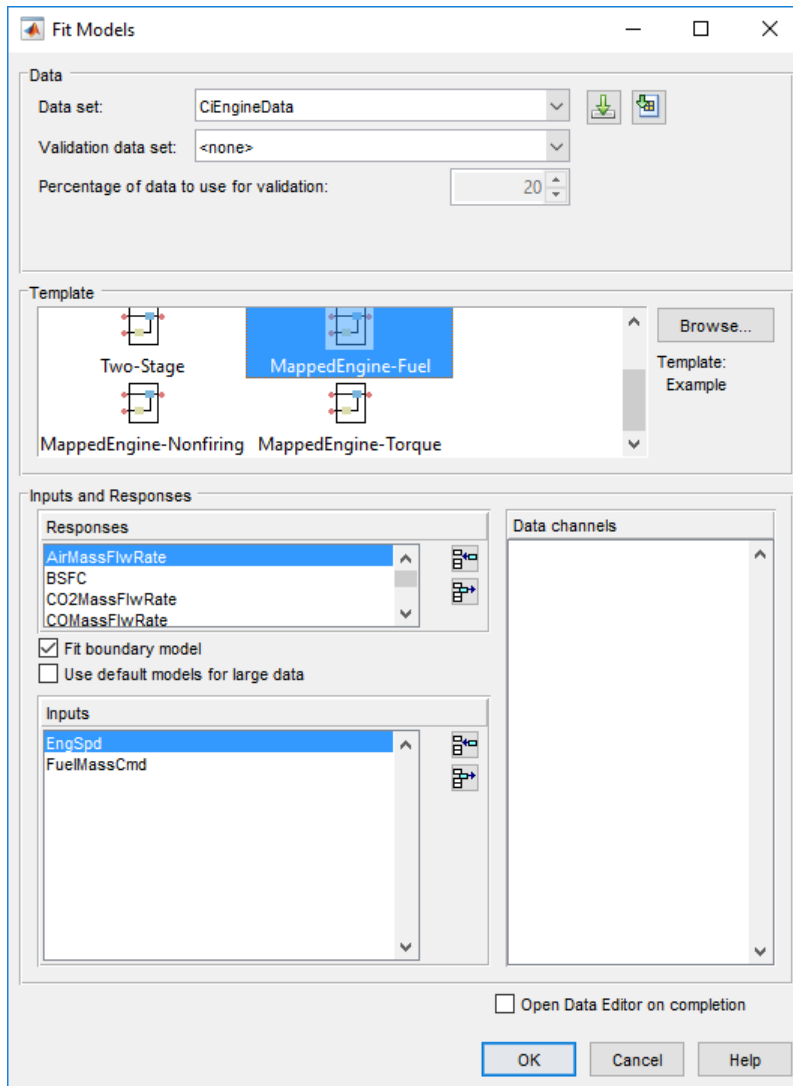 Fit Models
Data
Data set: CiEngineData
Validation data set: <none>
Percentage of data to use for validation: 20
Template
Two-Stage MappedEngine-Fuel
MappedEngine-Nonfiring MappedEngine-Torque
Browse...
Template:
Example
Inputs and Responses
Responses
AirMassFlwRate
BSFC
CO2MassFlwRate
COMassFlwRate
Fit boundary model
Use default models for large data
Inputs
EngSpd
FuelMassCmd
Data channels
Open Data Editor on completion
OK Cancel Help